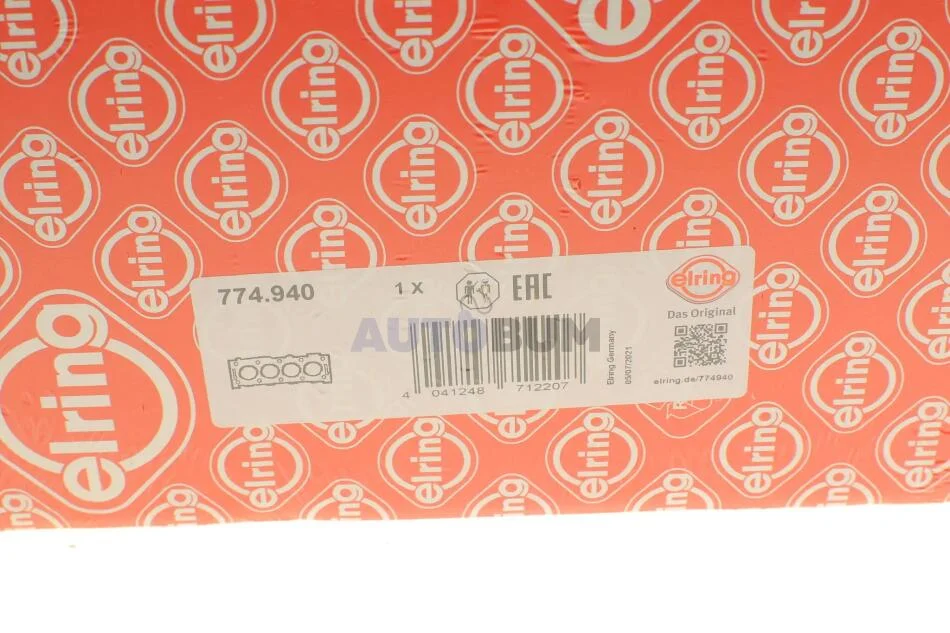 774.940
1 X
EAC
elring
Das Original
AUTOBUM
4 041248 712207
Elring Germany
05/07/2021
elring.de/774940
elring